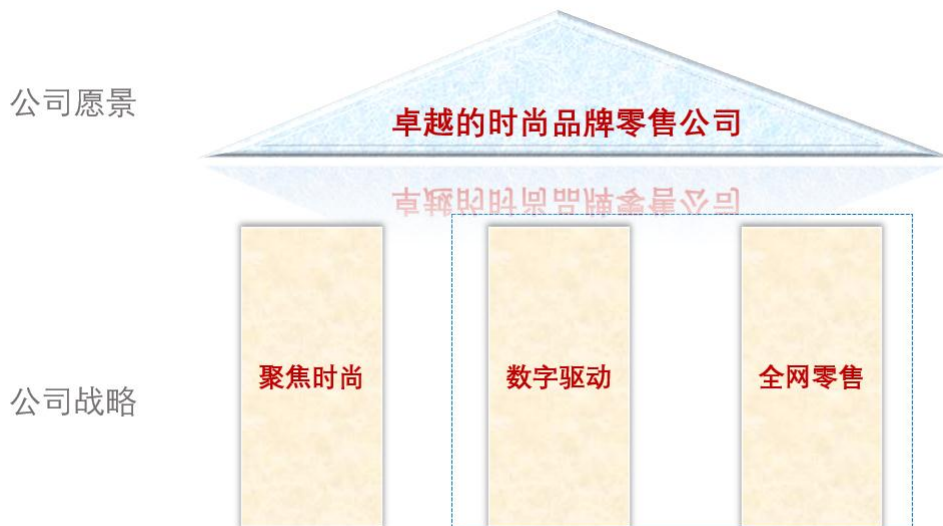 公司愿景
卓越的时尚品牌零售公司
公司战略
聚焦时尚
数字驱动
全网零售